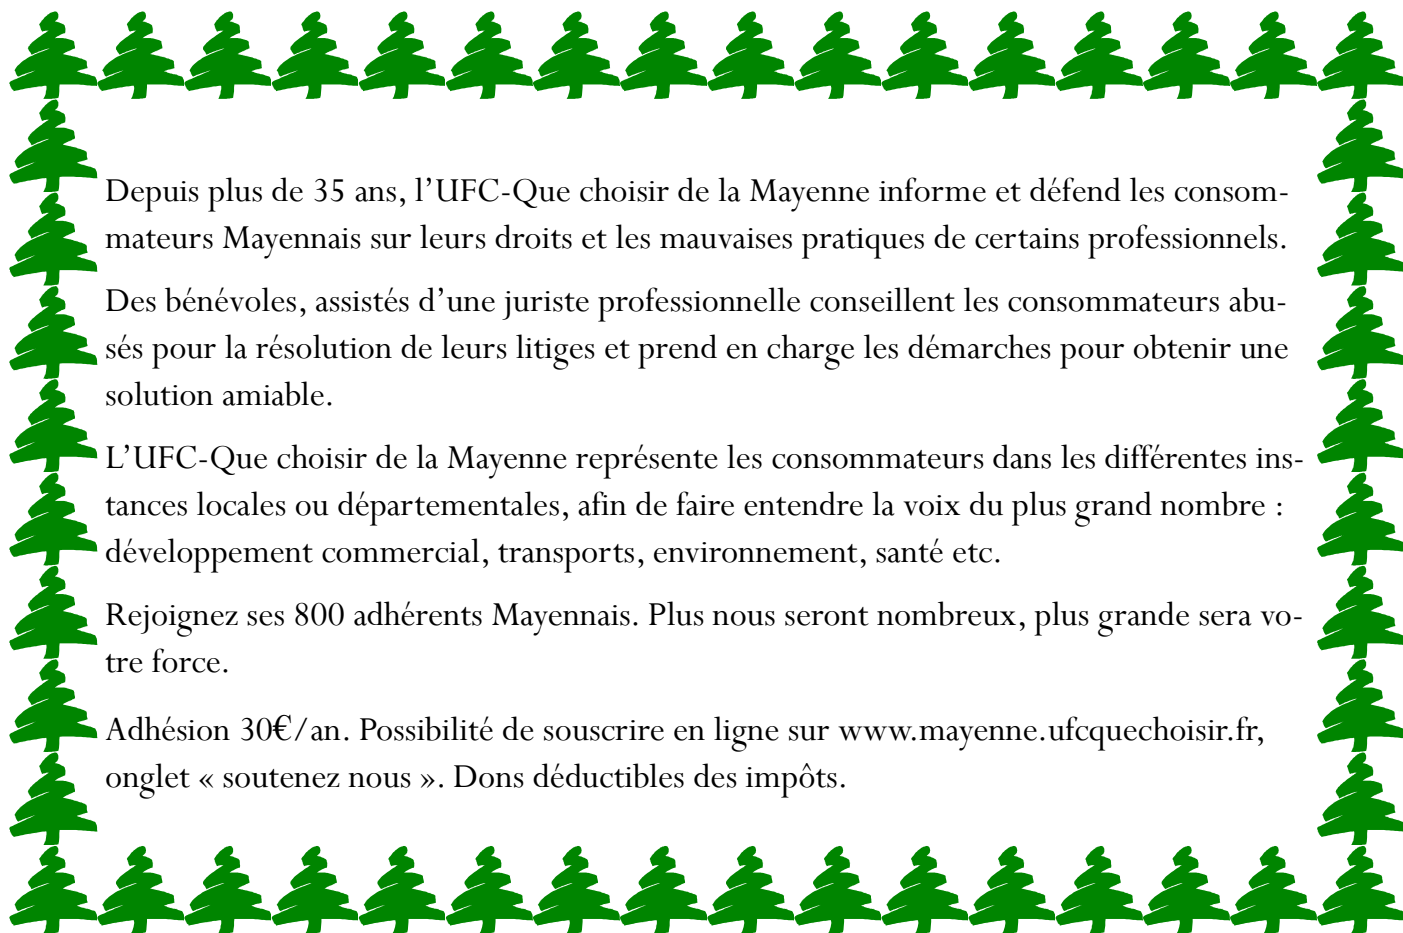 Depuis plus de 35 ans, l’UFC-Que choisir de la Mayenne informe et défend les consom-
mateurs Mayennais sur leurs droits et les mauvaises pratiques de certains professionnels.
Des bénévoles, assistés d’une juriste professionnelle conseillent les consommateurs abu-
sés pour la résolution de leurs litiges et prend en charge les démarches pour obtenir une
solution amiable.
L’UFC-Que choisir de la Mayenne représente les consommateurs dans les différentes ins-
tances locales ou départementales, afin de faire entendre la voix du plus grand nombre :
développement commercial, transports, environnement, santé etc.
Rejoignez ses 800 adhérents Mayennais. Plus nous seront nombreux, plus grande sera vo-
tre force.
Adhésion 30€/an. Possibilité de souscrire en ligne sur www.mayenne.ufcquechoisir.fr,
onglet « soutenez nous ». Dons déductibles des impôts.